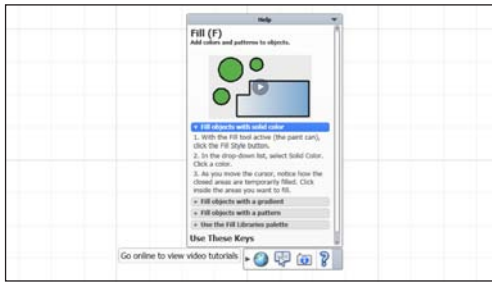 Help
Fill (F)
Add colors and patterns to objects.
Fill objects with solid color
1. With the Fill tool active (the paint can),
click the Fill Style button.
2. In the drop-down list, select Solid Color.
Click a color.
3. As you move the cursor, notice how the
closed areas are temporarily filled. Click
inside the areas you want to fill.
Fill objects with a gradient
Fill objects with a pattern
Use the Fill Libraries palette
Use These Keys
Go online to view video tutorials